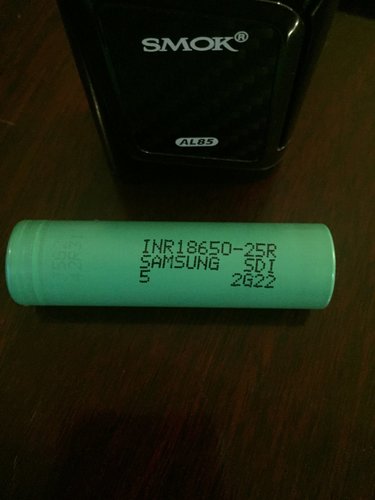 SMOK®
AL85
INR18650-25R
SAMSUNG SDI
5 2G22